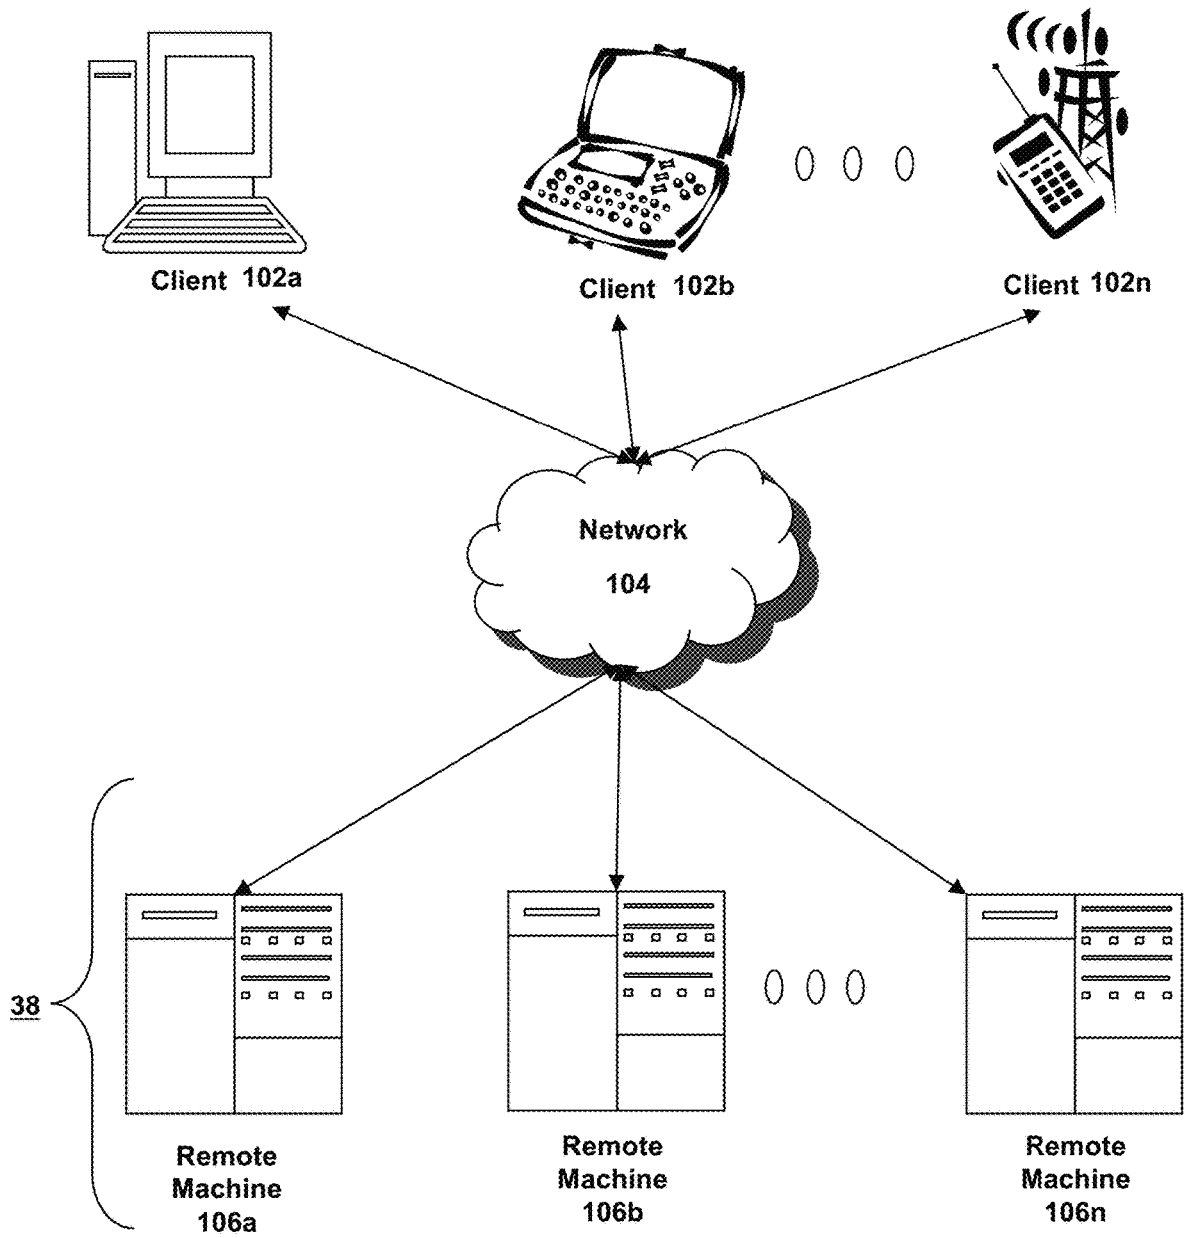 Client 102a
Client 102b
Client 102n
Network
104
38
Remote
Machine
106a
Remote
Machine
106b
Remote
Machine
106n